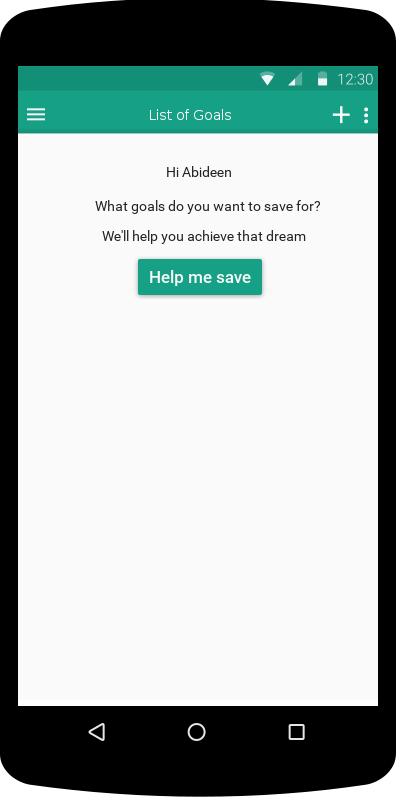 12:30
List of Goals
Hi Abideen
What goals do you want to save for?
We'll help you achieve that dream
Help me save